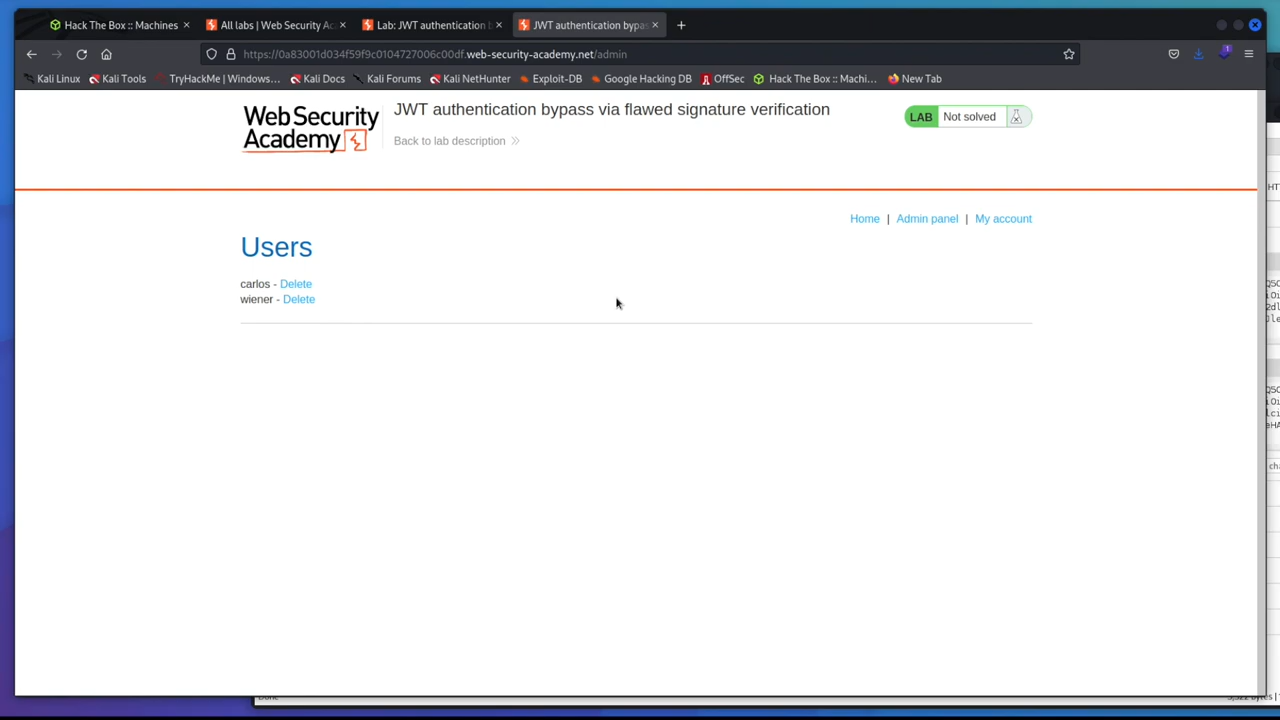 Hack The Box :: Machines
All labs | Web Security Ac
Lab: JWT authentication b
JWT authentication bypas
https://0a83001d034f59f9c0104727006c00df.web-security-academy.net/admin
1
Kali Linux
Kali Tools
TryHackMe | Windows...
Kali Docs
Kali Forums
Kali NetHunter
Exploit-DB
Google Hacking DB
OffSec
Hack The Box :: Machi...
New Tab
Web Security
Academy
JWT authentication bypass via flawed signature verification
Back to lab description
LAB
Not solved
Home | Admin panel | My account
Users
carlos - Delete
wiener - Delete